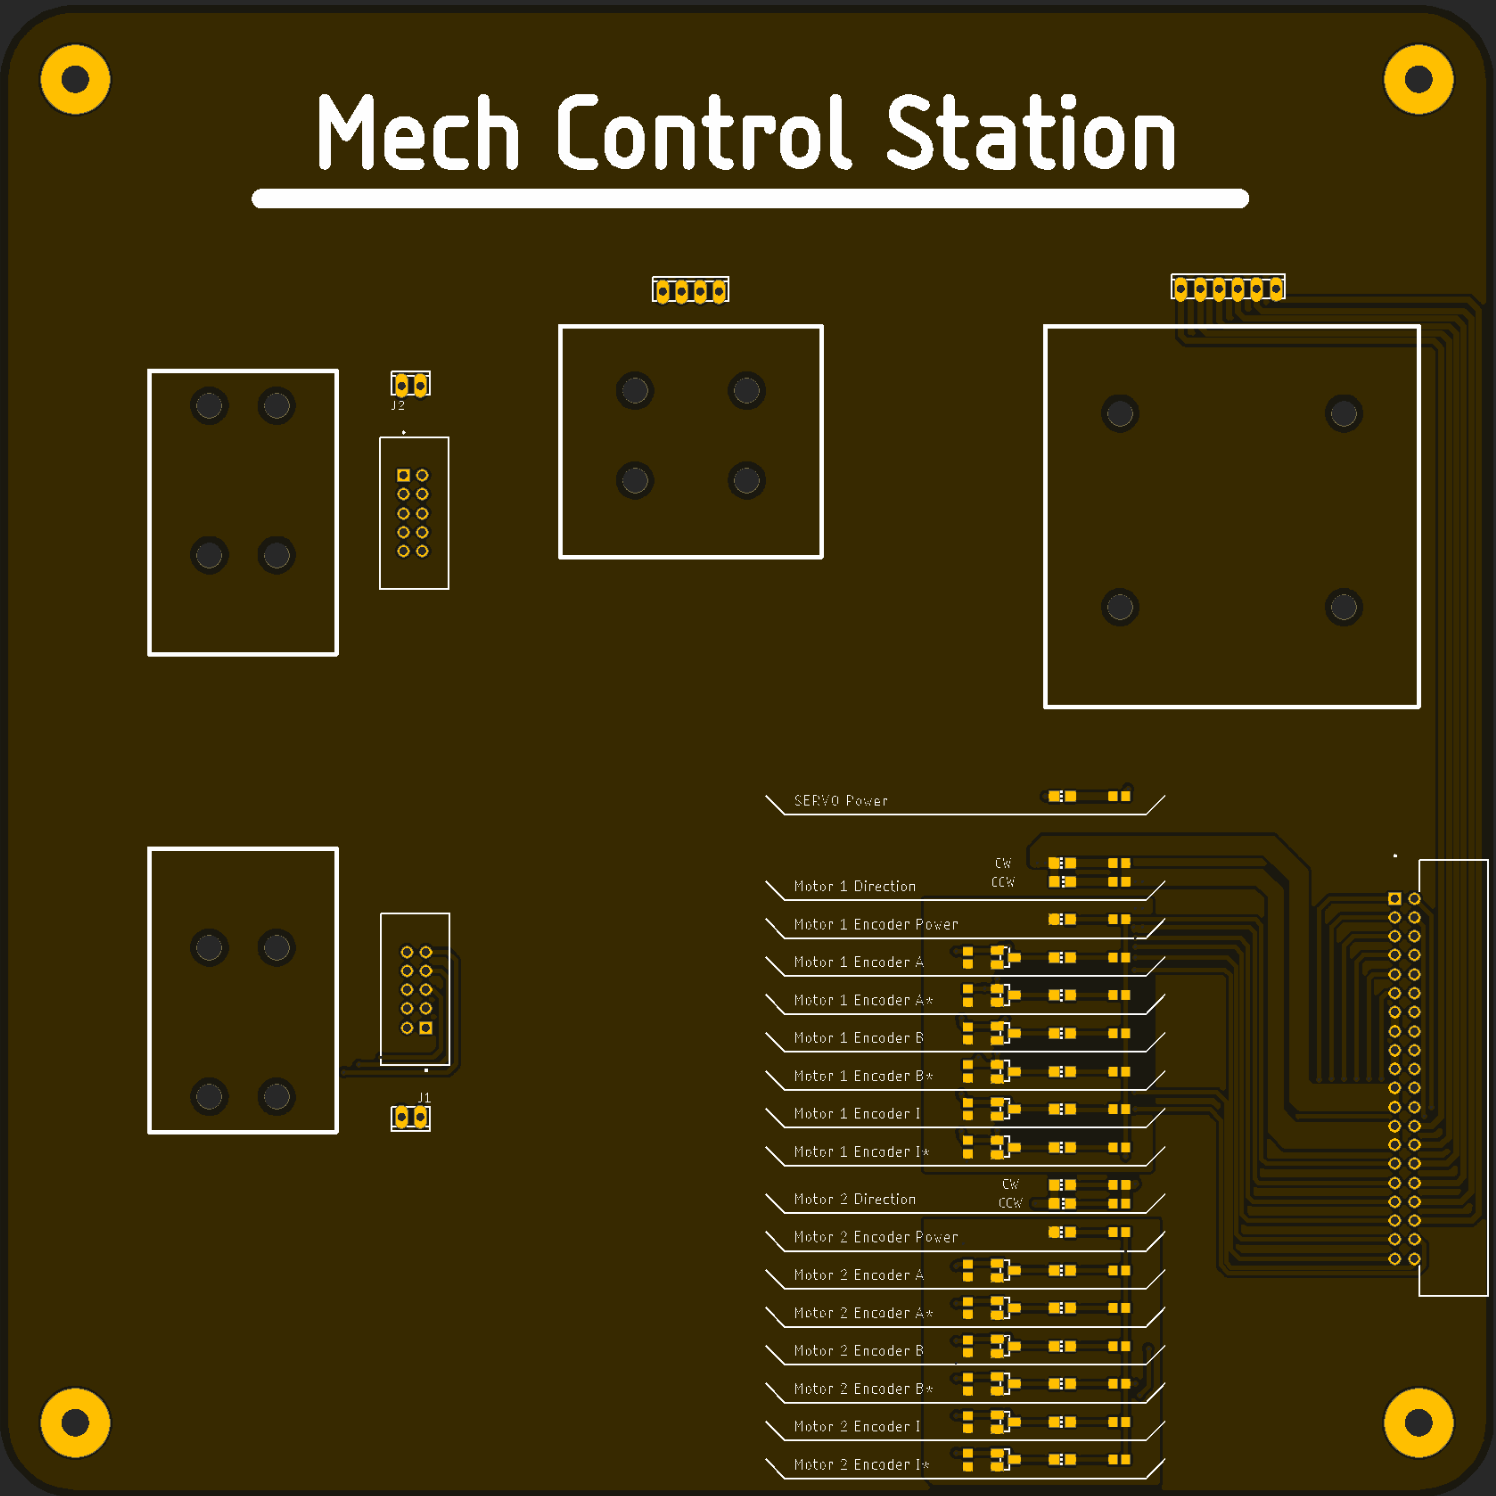 Mech Control Station
J2
SERVO Power
CW
CCW
Motor 1 Direction
Motor 1 Encoder Power
Motor 1 Encoder A
Motor 1 Encoder A*
Motor 1 Encoder B
Motor 1 Encoder B*
Motor 1 Encoder I
J1
Motor 1 Encoder I*
CW
CCW
Motor 2 Direction
Motor 2 Encoder Power
Motor 2 Encoder A
Motor 2 Encoder A*
Motor 2 Encoder B
Motor 2 Encoder B*
Motor 2 Encoder I
Motor 2 Encoder I*